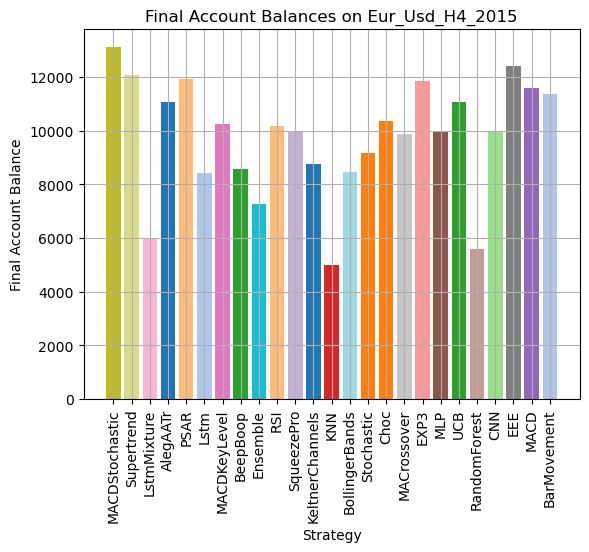 Final Account Balances on Eur_Usd_H4_2015
Final Account Balance
12000
10000
8000
6000
4000
2000
0
MACDStochastic
Supertrend
LstmMixture
AlegAATr
PSAR
Lstm
MACDKeyLevel
BeepBoop
Ensemble
RSI
SqueezePro
KeltnerChannels
KNN
BollingerBands
Stochastic
Choc
MACrossover
EXP3
MLP
UCB
RandomForest
CNN
EEE
MACD
BarMovement
Strategy